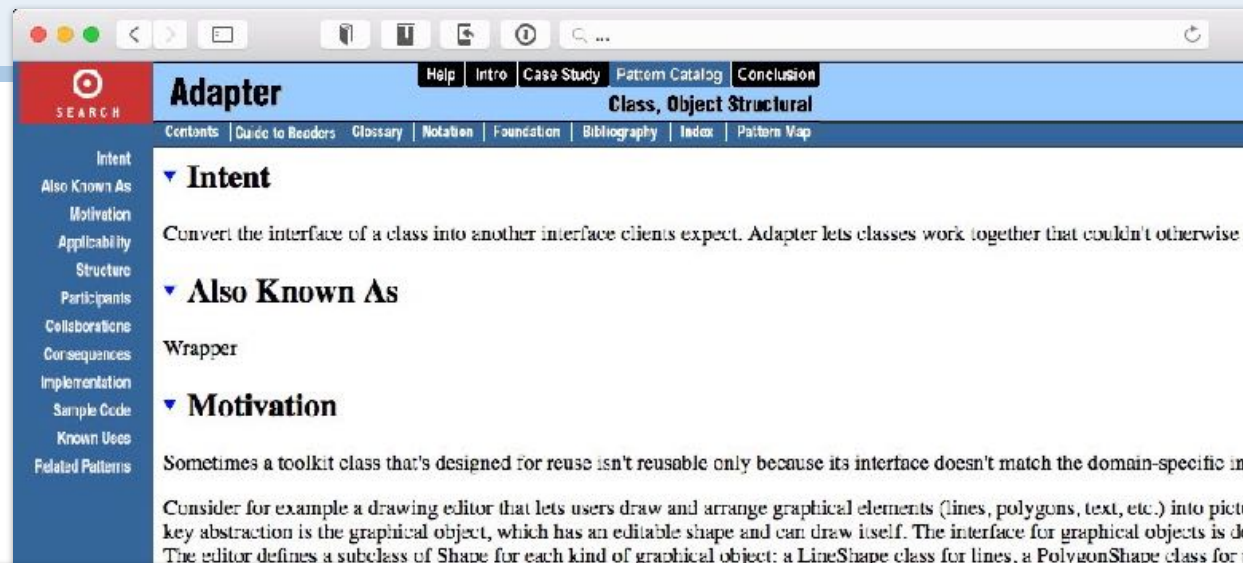 ...
SEARCH
Adapter
Help Intro Case Study Pattern Catalog Conclusion
Class, Object Structural
Contents Guide to Readers Glossary Notation Foundation Bibliography Index Pattern Map
Intent
Also Known As
Motivation
Applicability
Structure
Participants
Collaborations
Consequences
Implementation
Sample Code
Known Uses
Related Patterns
Intent
Convert the interface of a class into another interface clients expect. Adapter lets classes work together that couldn't otherwise
Also Known As
Wrapper
Motivation
Sometimes a toolkit class that's designed for reuse isn't reusable only because its interface doesn't match the domain-specific
Consider for example a drawing editor that lets users draw and arrange graphical elements (lines, polygons, text, etc.) into
key abstraction is the graphical object, which has an editable shape and can draw itself. The interface for graphical objects is
The editor defines a subclass of Shape for each kind of graphical object: a LineShape class for lines, a PolygonShape class for